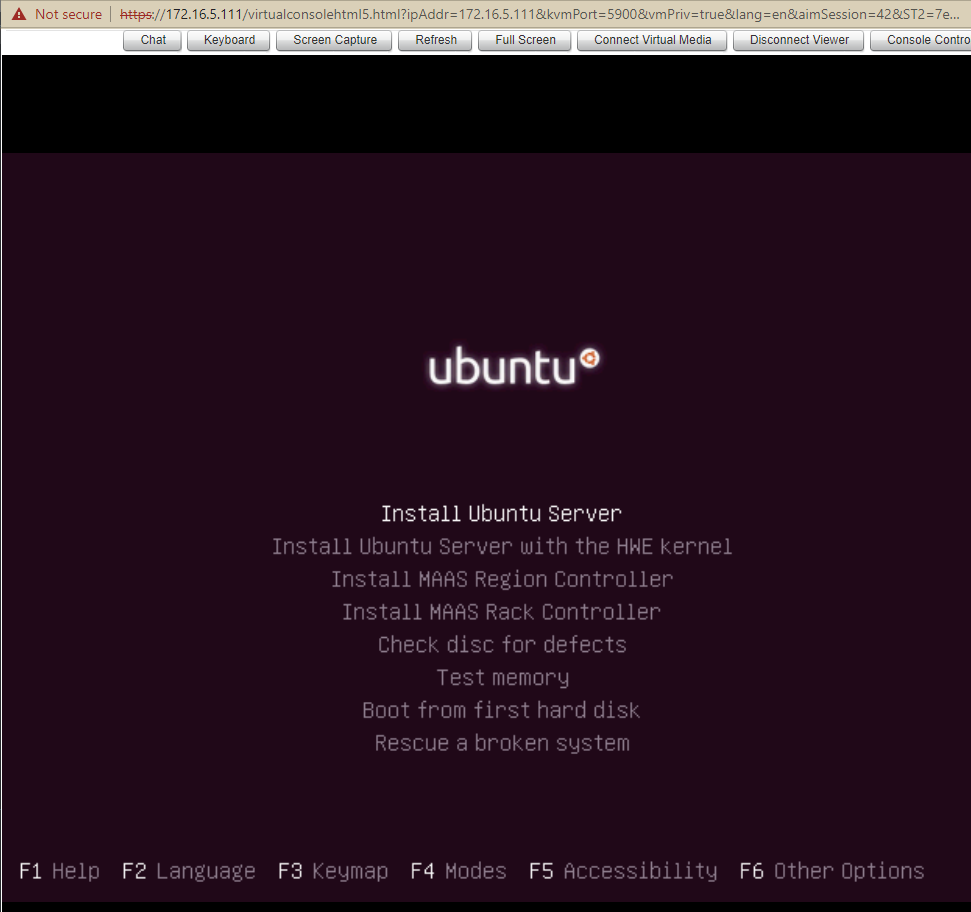 Not secure https://172.16.5.111/virtualconsolehtml5.html?ipAddr=172.16.5.111&kvmPort=5900&vmPriv=true&lang=en&aimSession=42&ST2=7e...
Chat Keyboard Screen Capture Refresh Full Screen Connect Virtual Media Disconnect Viewer Console Contro
ubuntu
Install Ubuntu Server
Install Ubuntu Server with the HWE kernel
Install MAAS Region Controller
Install MAAS Rack Controller
Check disc for defects
Test memory
Boot from first hard disk
Rescue a broken system
F1 Help F2 Language F3 Keymap F4 Modes F5 Accessibility F6 Other Options